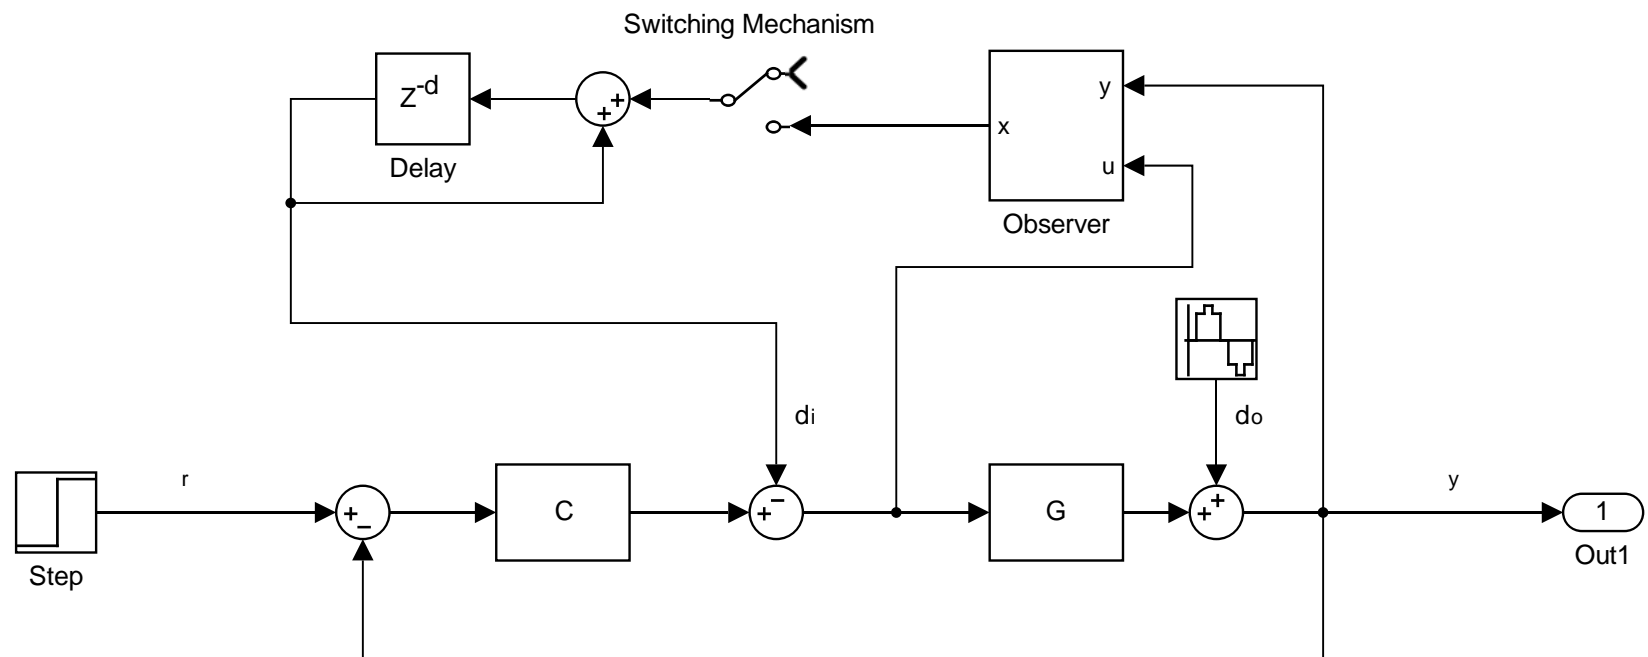 Switching Mechanism
Z-d
Delay
+
+
y
x
u
Observer
di
do
r
+
–
C
+
–
G
+
+
y
1
Step
Out1